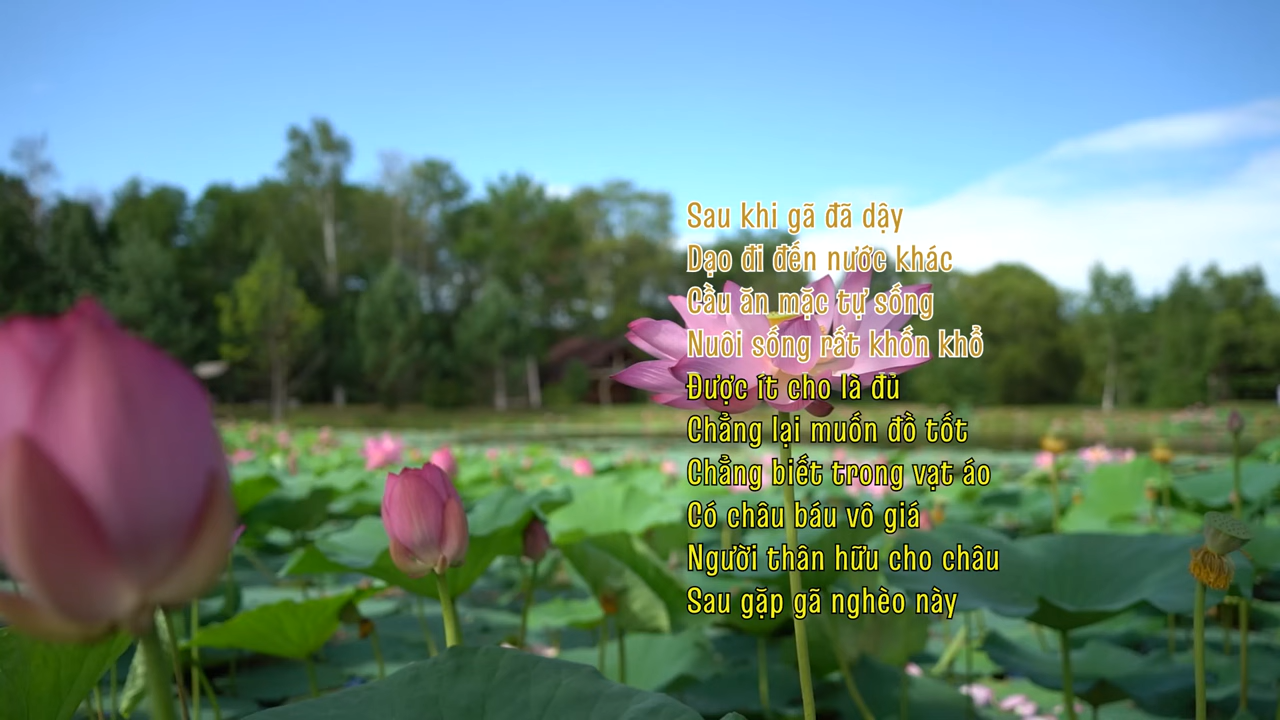 Sau khi gã đã dậy
Dạo đi đến nước khác
Cầu ăn mặc tự sống
Nuôi sống rất khốn khổ
Được ít cho là đủ
Chẳng lại muốn đồ tốt
Chẳng biết trong vạt áo
Có châu báu vô giá
Người thân hữu cho châu
Sau gặp gã nghèo này